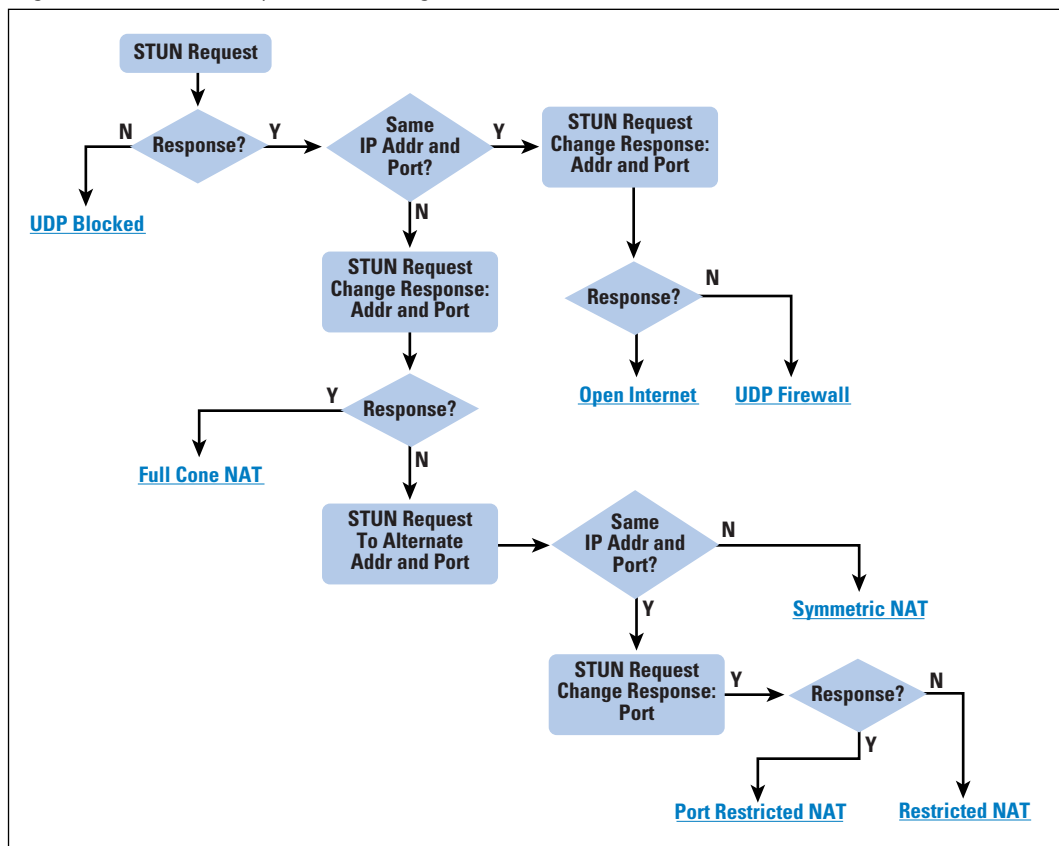 STUN Request
N
Response?
Y
Same
IP Addr and
Port?
Y
STUN Request
Change Response:
Addr and Port
UDP Blocked
N
STUN Request
Change Response:
Addr and Port
Response?
N
Y
Response?
Open Internet
UDP Firewall
Full Cone NAT
N
STUN Request
To Alternate
Addr and Port
Same
IP Addr and
Port?
N
Y
Symmetric NAT
STUN Request
Change Response:
Port
Y
Response?
N
Y
Port Restricted NAT
Restricted NAT